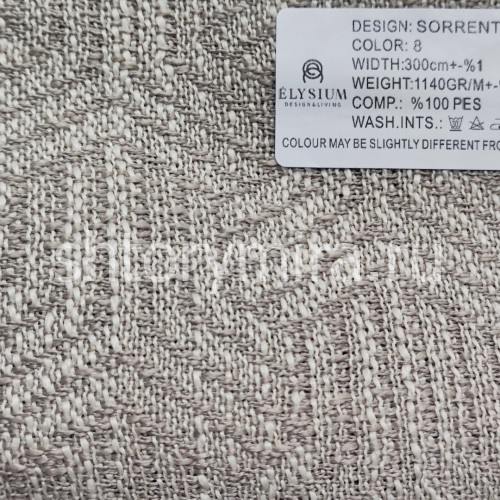 DESIGN: SORRENT
COLOR: 8
WIDTH:300cm+-%1
WEIGHT:1140GR/M+-%
COMP.: %100 PES
WASH.INTS.:
COLOUR MAY BE SLIGHTLY DIFFERENT FRO
ÉLYSIUM
DESIGN&LIVING
shtorymira.ru